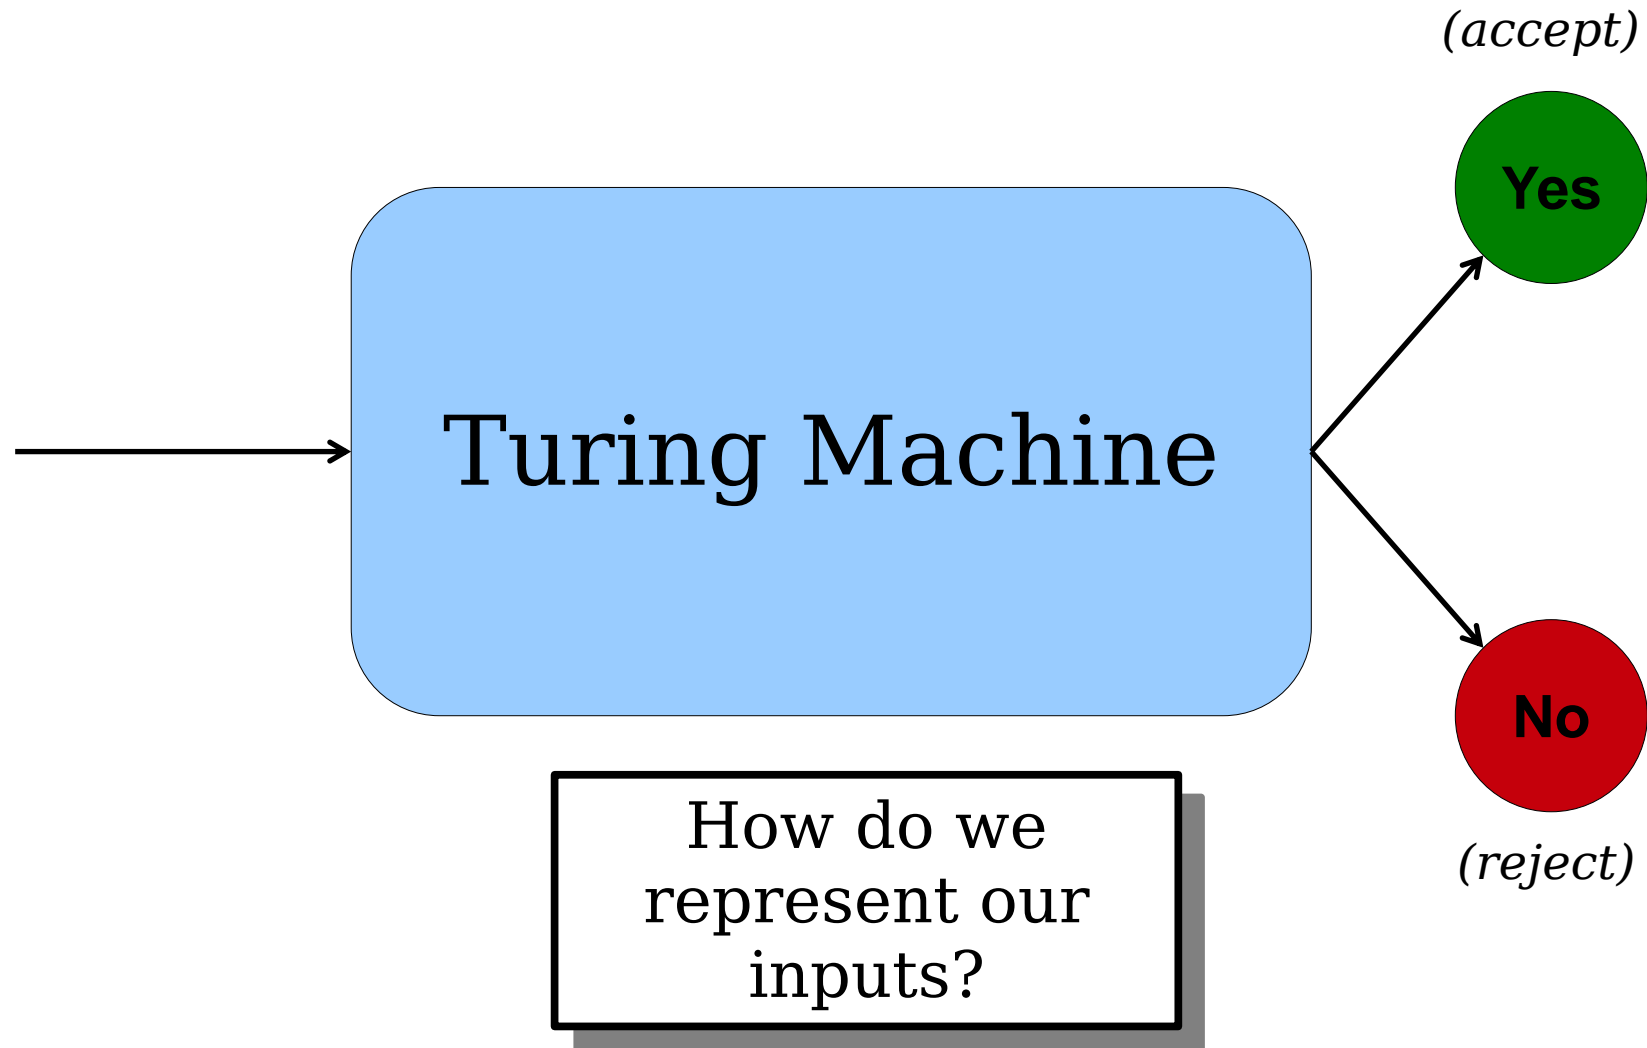 (accept)
Yes
Turing Machine
No
How do we
represent our
inputs?
(reject)